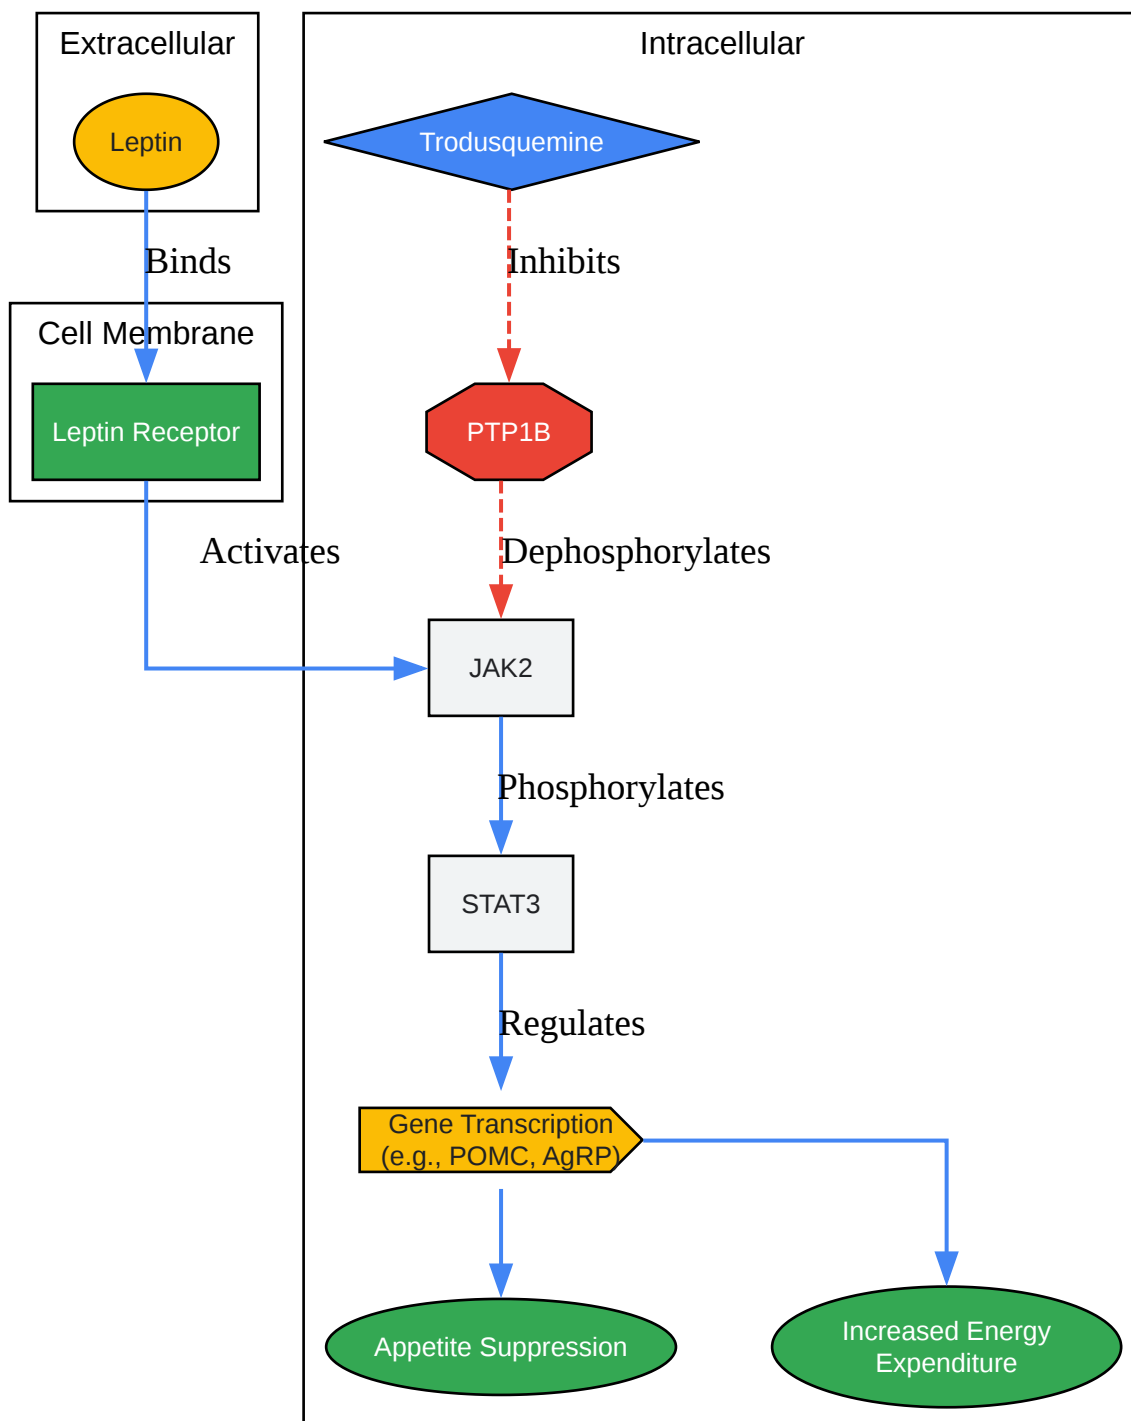 Extracellular
Intracellular
Leptin
Trodusquemine
Binds
Inhibits
Cell Membrane
Leptin Receptor
PTP1B
Activates
Dephosphorylates
JAK2
Phosphorylates
STAT3
Regulates
Gene Transcription
(e.g., POMC, AgRP)
Appetite Suppression
Increased Energy
Expenditure